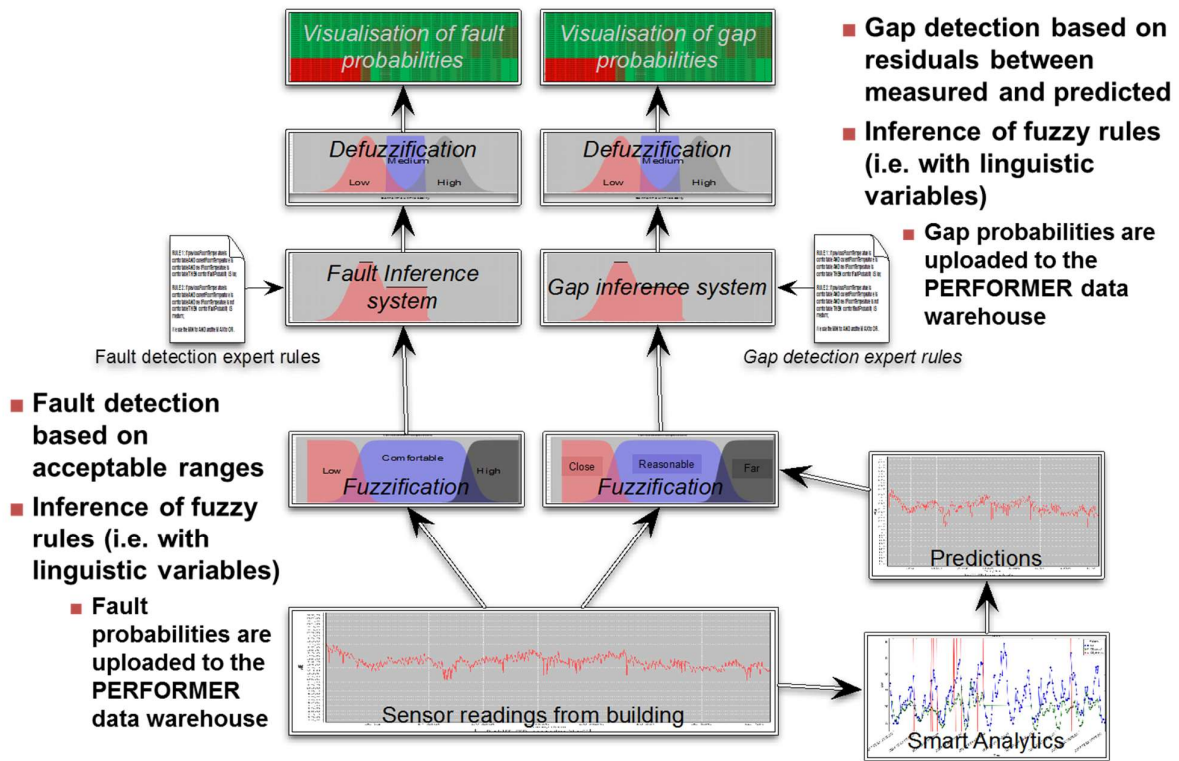 Visualisation of fault
probabilities
Visualisation of gap
probabilities
■ Gap detection based on
residuals between
measured and predicted
■ Inference of fuzzy rules
(i.e. with linguistic
variables)
■ Gap probabilities are
uploaded to the
PERFORMER data
warehouse
Defuzzification
Medium
Low
High
Defuzzification
Medium
Low
High
Fault Inference
system
Gap inference system
Fault detection expert rules
Gap detection expert rules
■ Fault detection
based on
acceptable ranges
■ Inference of fuzzy
rules (i.e. with
linguistic variables)
■ Fault
probabilities are
uploaded to the
PERFORMER
data warehouse
Low
Comfortable
High
Fuzzification
Close
Reasonable
Far
Fuzzification
Predictions
Sensor readings from building
Smart Analytics